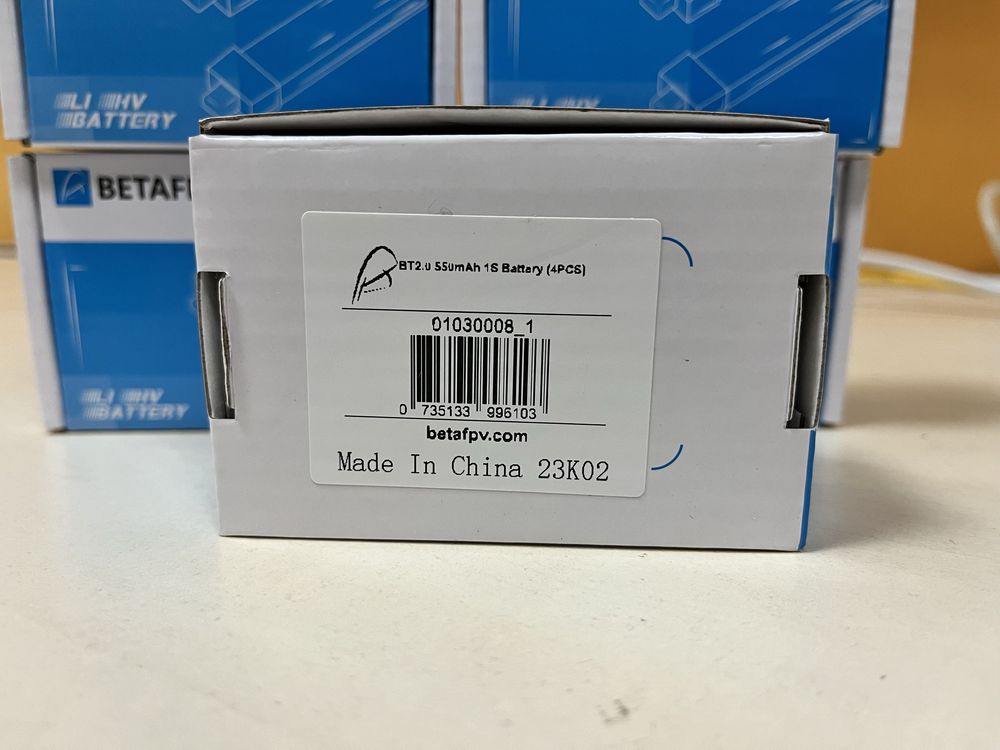 LI HV
BATTERY
LI HV
BETAF
LI HV
BATTERY
BT2.0 550mAh 1S Battery (4PCS)
01030008_1
0 735133 996103
betafpv.com
Made In China 23K02